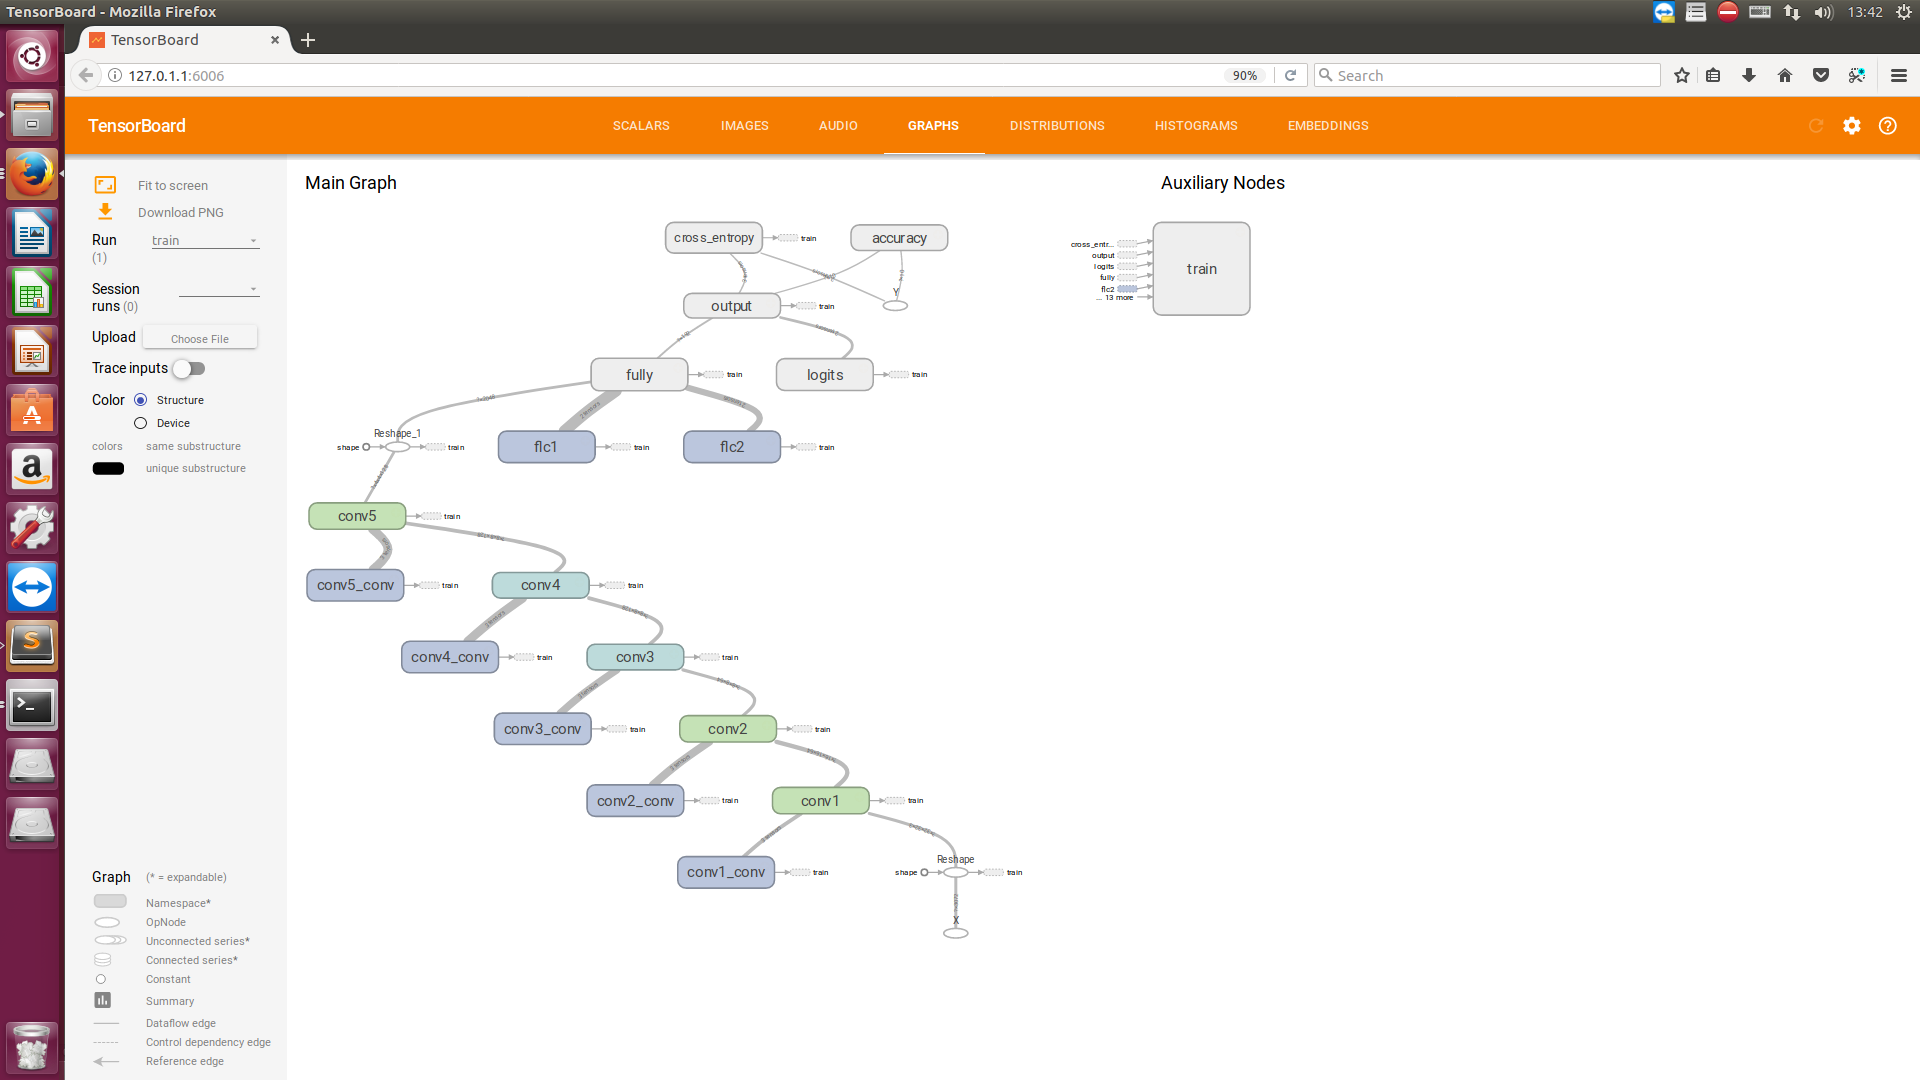 TensorBoard - Mozilla Firefox
13:42
TensorBoard
127.0.1.1:6006
90%
Search
TensorBoard
SCALARS
IMAGES
AUDIO
GRAPHS
DISTRIBUTIONS
HISTOGRAMS
EMBEDDINGS
Fit to screen
Download PNG
Run
(1)
train
Session
runs (0)
Upload
Choose File
Trace inputs
Color
Structure
Device
colors
same substructure
unique substructure
Graph
(* = expandable)
Namespace*
OpNode
Unconnected series*
Connected series*
Constant
Summary
Dataflow edge
Control dependency edge
Reference edge
Main Graph
cross_entropy
train
accuracy
Y
output
train
fully
train
logits
train
Reshape_1
shape
train
flc1
train
flc2
train
conv5
train
conv5_conv
train
conv4
train
conv4_conv
train
conv3
train
conv3_conv
train
conv2
train
conv2_conv
train
conv1
train
conv1_conv
train
Reshape
shape
train
X
Auxiliary Nodes
cross_entr...
output
logits
fully
flc2
... 13 more
train